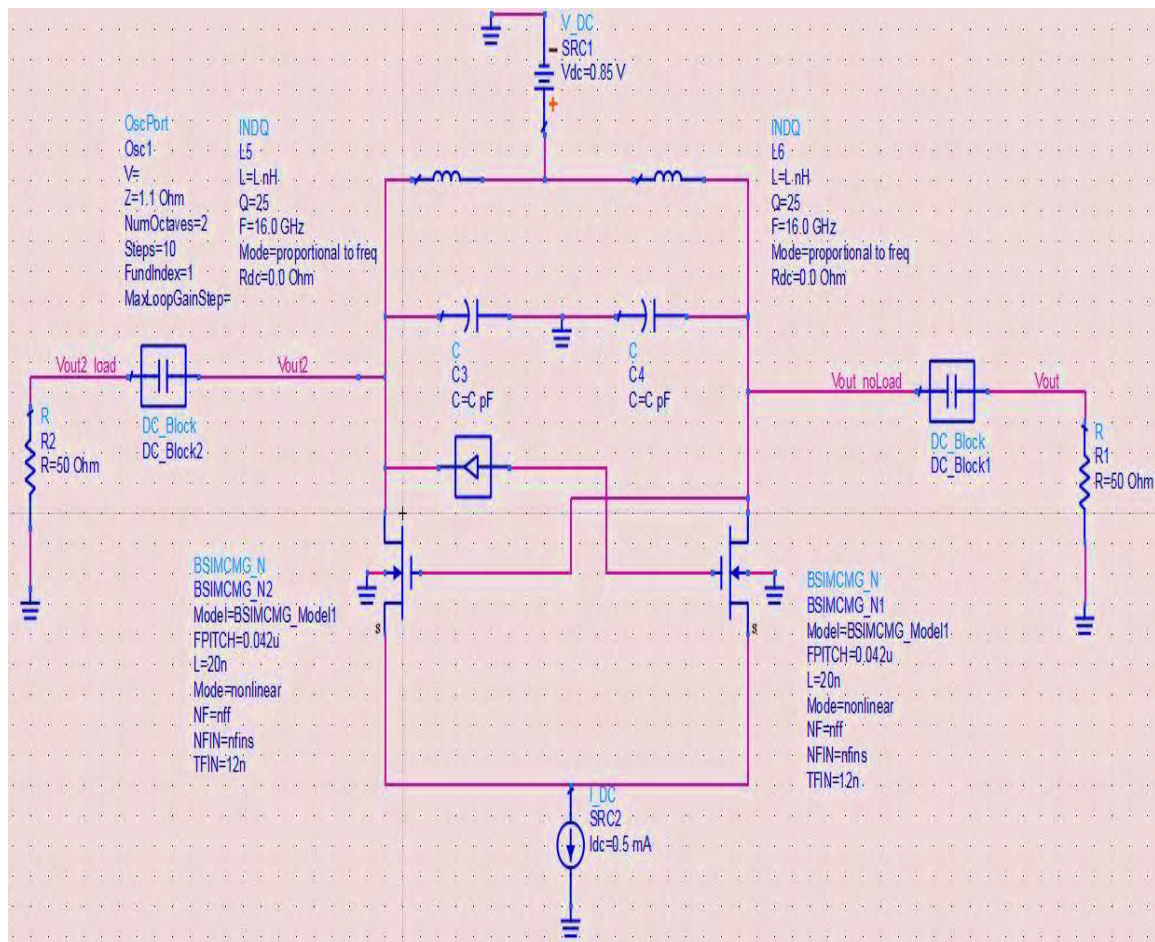 V_DC
SRC1
Vdc=0.85 V
-
+
OscPort
Osc1
V=
Z=1.1 Ohm
NumOctaves=2
Steps=10
FundIndex=1
MaxLoopGainStep=
INDQ
L5
L=L nH
Q=25
F=16.0 GHz
Mode=proportional to freq
Rdc=0.0 Ohm
INDQ
L6
L=L nH
Q=25
F=16.0 GHz
Mode=proportional to freq
Rdc=0.0 Ohm
C
C3
C=C pF
C
C4
C=C pF
Vout2_load
Vout2
DC_Block
DC_Block2
R
R2
R=50 Ohm
Vout_noLoad
Vout
DC_Block
DC_Block1
R
R1
R=50 Ohm
BSIMCMG_N
BSIMCMG_N2
Model=BSIMCMG_Model1
FPITCH=0.042u
L=20n
Mode=nonlinear
NF=nff
NFIN=nfins
TFIN=12n
s
BSIMCMG_N
BSIMCMG_N1
Model=BSIMCMG_Model1
FPITCH=0.042u
L=20n
Mode=nonlinear
NF=nff
NFIN=nfins
TFIN=12n
s
I_DC
SRC2
Idc=0.5 mA